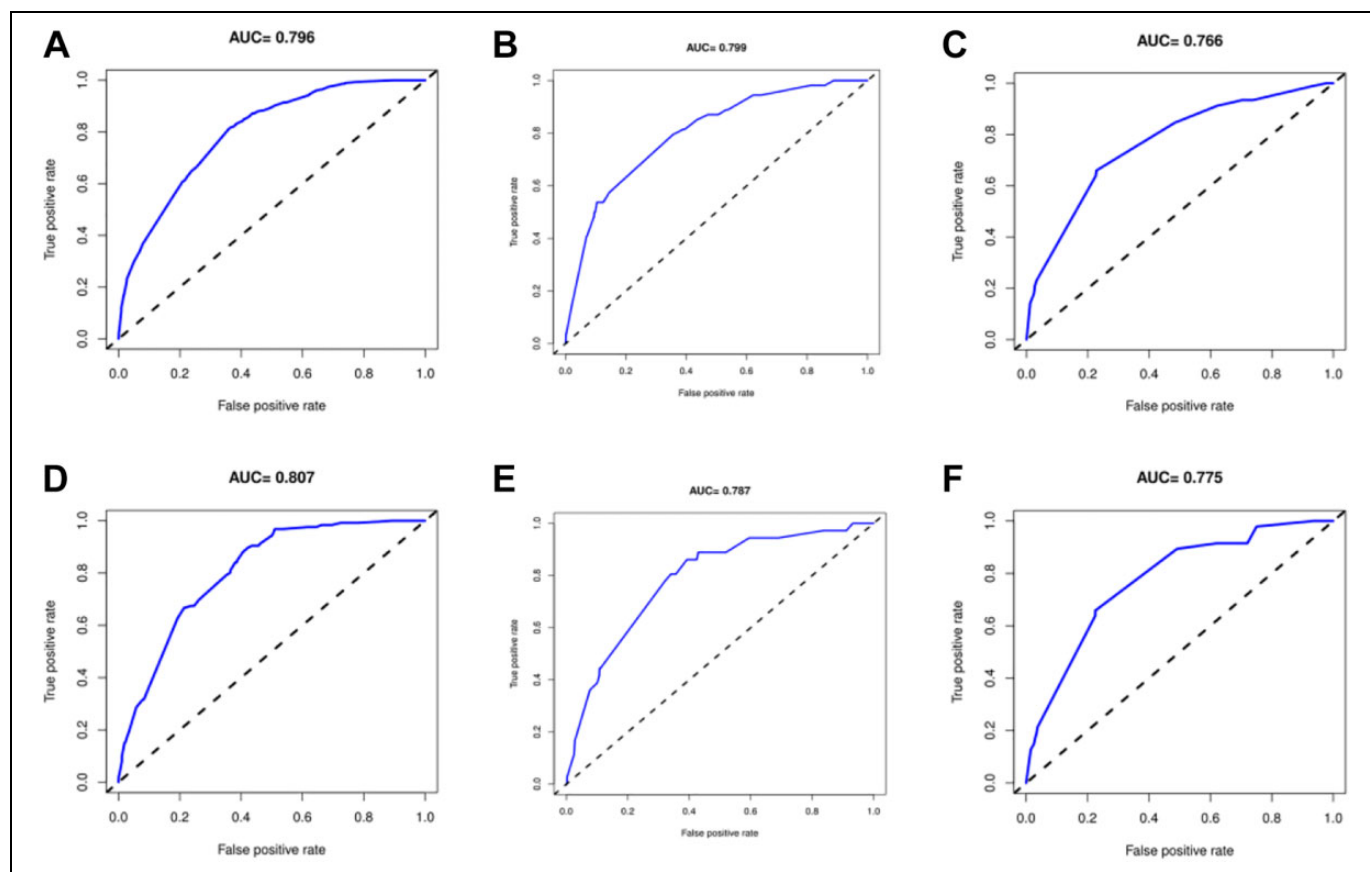 A
AUC= 0.796
True positive rate
1.0
0.8
0.6
0.4
0.2
0.0
0.0 0.2 0.4 0.6 0.8 1.0
False positive rate
B
AUC= 0.799
True positive rate
1.0
0.8
0.6
0.4
0.2
0.0
0.0 0.2 0.4 0.6 0.8 1.0
False positive rate
C
AUC= 0.766
True positive rate
1.0
0.8
0.6
0.4
0.2
0.0
0.0 0.2 0.4 0.6 0.8 1.0
False positive rate
D
AUC= 0.807
True positive rate
1.0
0.8
0.6
0.4
0.2
0.0
0.0 0.2 0.4 0.6 0.8 1.0
False positive rate
E
AUC= 0.787
True positive rate
1.0
0.8
0.6
0.4
0.2
0.0
0.0 0.2 0.4 0.6 0.8 1.0
False positive rate
F
AUC= 0.775
True positive rate
1.0
0.8
0.6
0.4
0.2
0.0
0.0 0.2 0.4 0.6 0.8 1.0
False positive rate